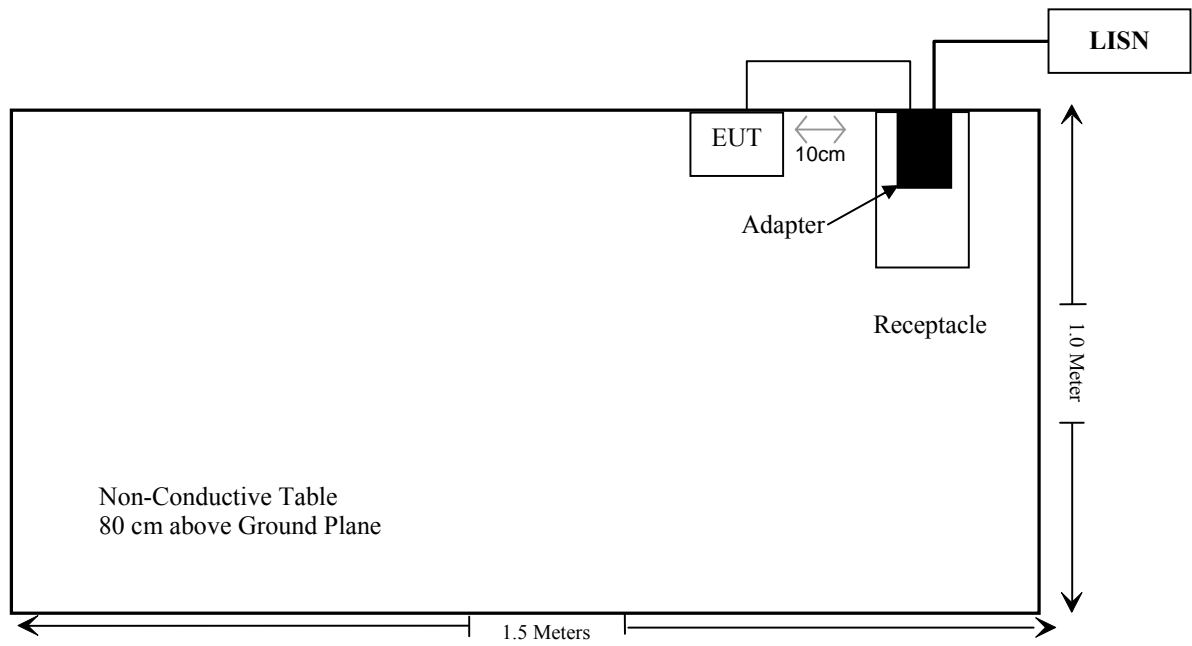 LISN
EUT
10cm
Adapter
Receptacle
1.0 Meter
Non-Conductive Table
80 cm above Ground Plane
1.5 Meters